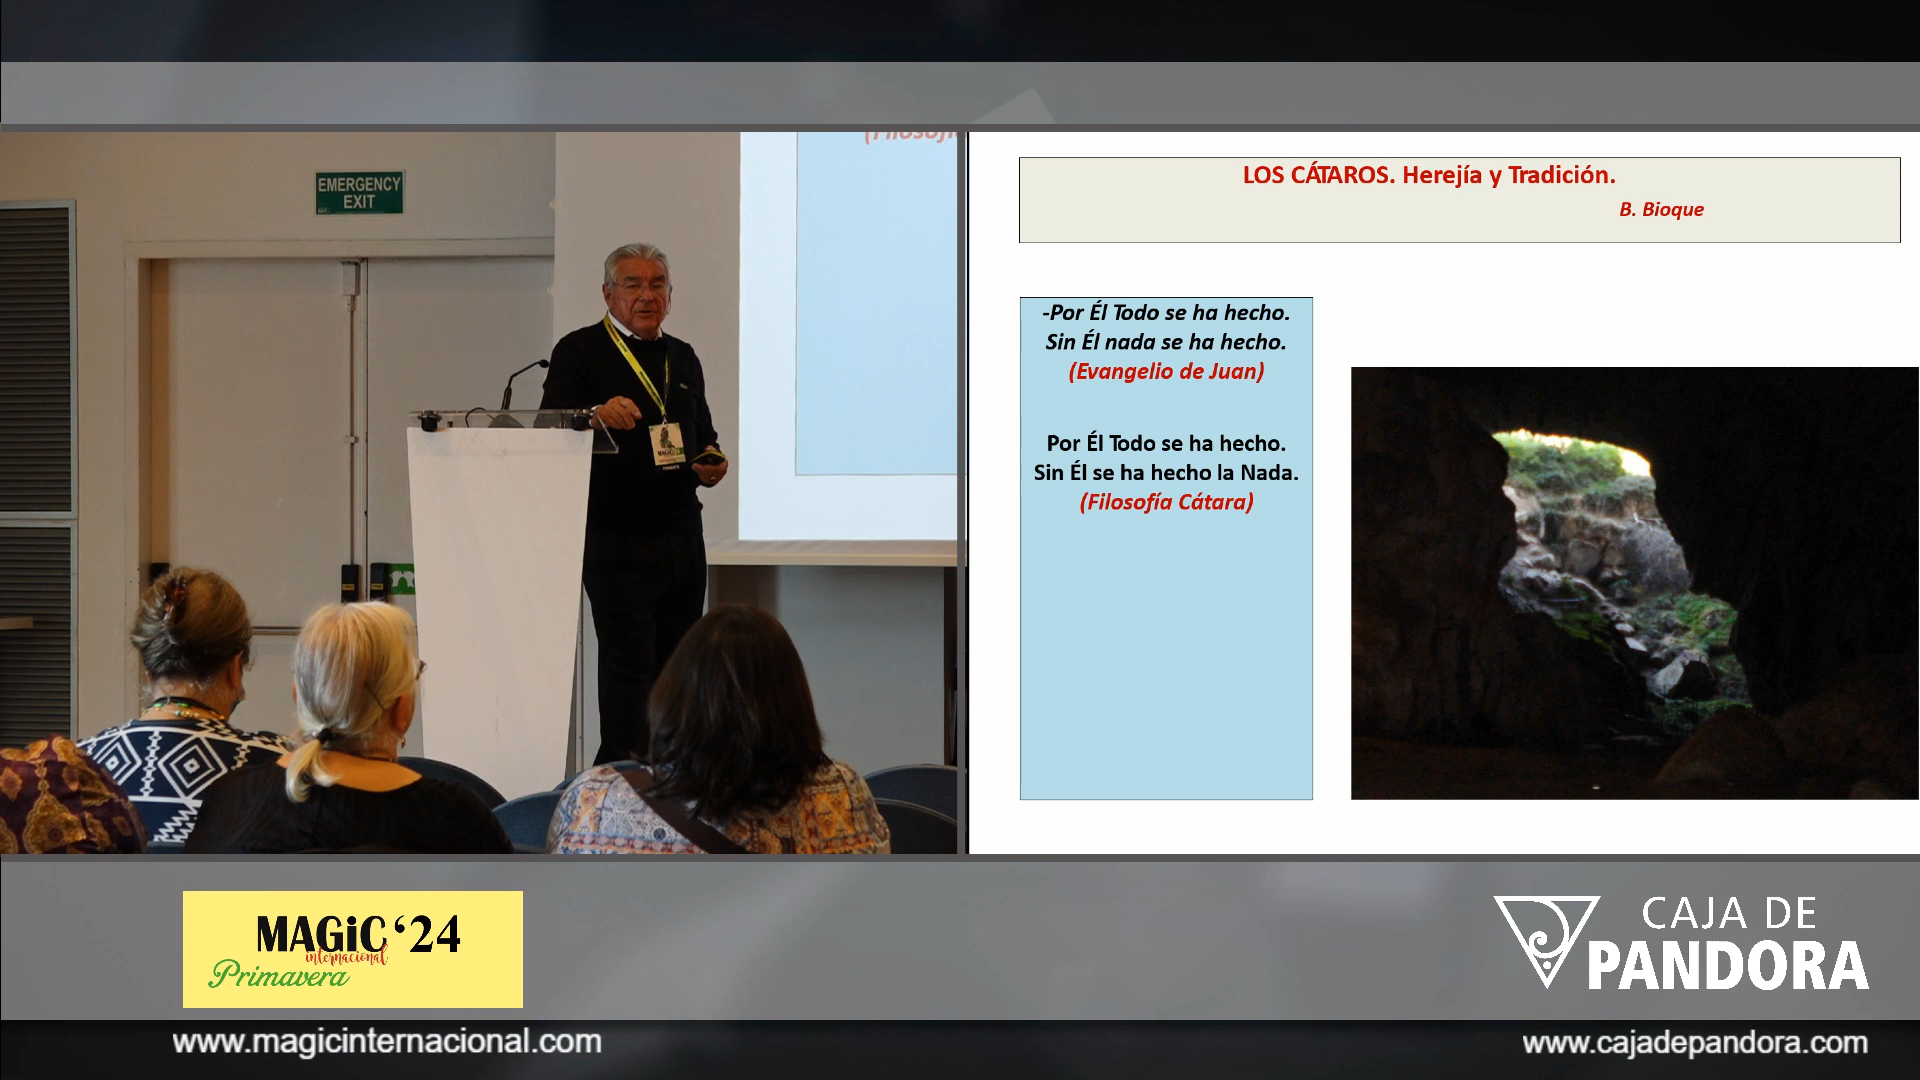 (Filosofí
EMERGENCY
EXIT
MAGiC
LOS CÁTAROS. Herejía y Tradición.
B. Bioque
-Por Él Todo se ha hecho.
Sin Él nada se ha hecho.
(Evangelio de Juan)
Por Él Todo se ha hecho.
Sin Él se ha hecho la Nada.
(Filosofía Cátara)
MAGiC ‘24
internacional
Primavera
CAJA DE
PANDORA
www.magicinternacional.com
www.cajadepandora.com